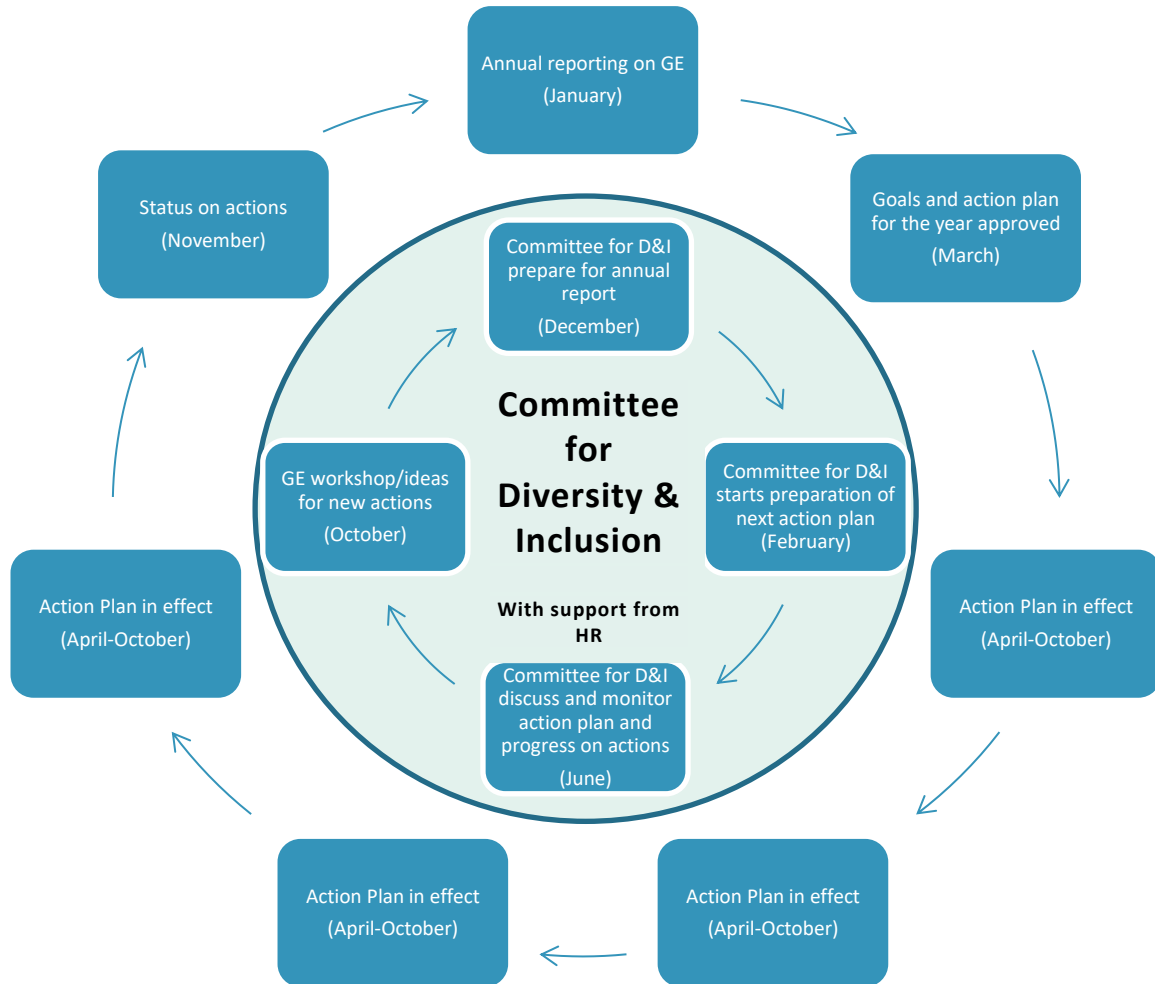 Annual reporting on GE
(January)
Goals and action plan
for the year approved
(March)
Action Plan in effect
(April-October)
Action Plan in effect
(April-October)
Action Plan in effect
(April-October)
Action Plan in effect
(April-October)
Status on actions
(November)
Committee for D&I
prepare for annual
report
(December)
Committee for D&I
starts preparation of
next action plan
(February)
Committee for D&I
discuss and monitor
action plan and
progress on actions
(June)
GE workshop/ideas
for new actions
(October)
Committee
for
Diversity &
Inclusion
With support from
HR